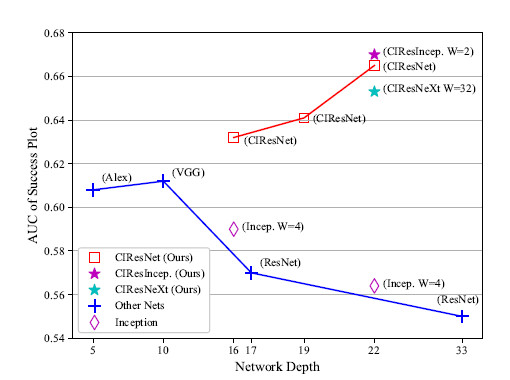 0.68
0.66
0.64
0.62
0.60
0.58
0.56
0.54
AUC of Success Plot
(CIResIncep. W=2)
(CIResNet)
(CIResNeXt W=32)
(CIResNet)
(CIResNet)
(Alex)
(VGG)
(Incep. W=4)
(ResNet)
(Incep. W=4)
(ResNet)
CIResNet (Ours)
CIResIncep. (Ours)
CIResNeXt (Ours)
Other Nets
Inception
5 10 16 17 19 22 33
Network Depth